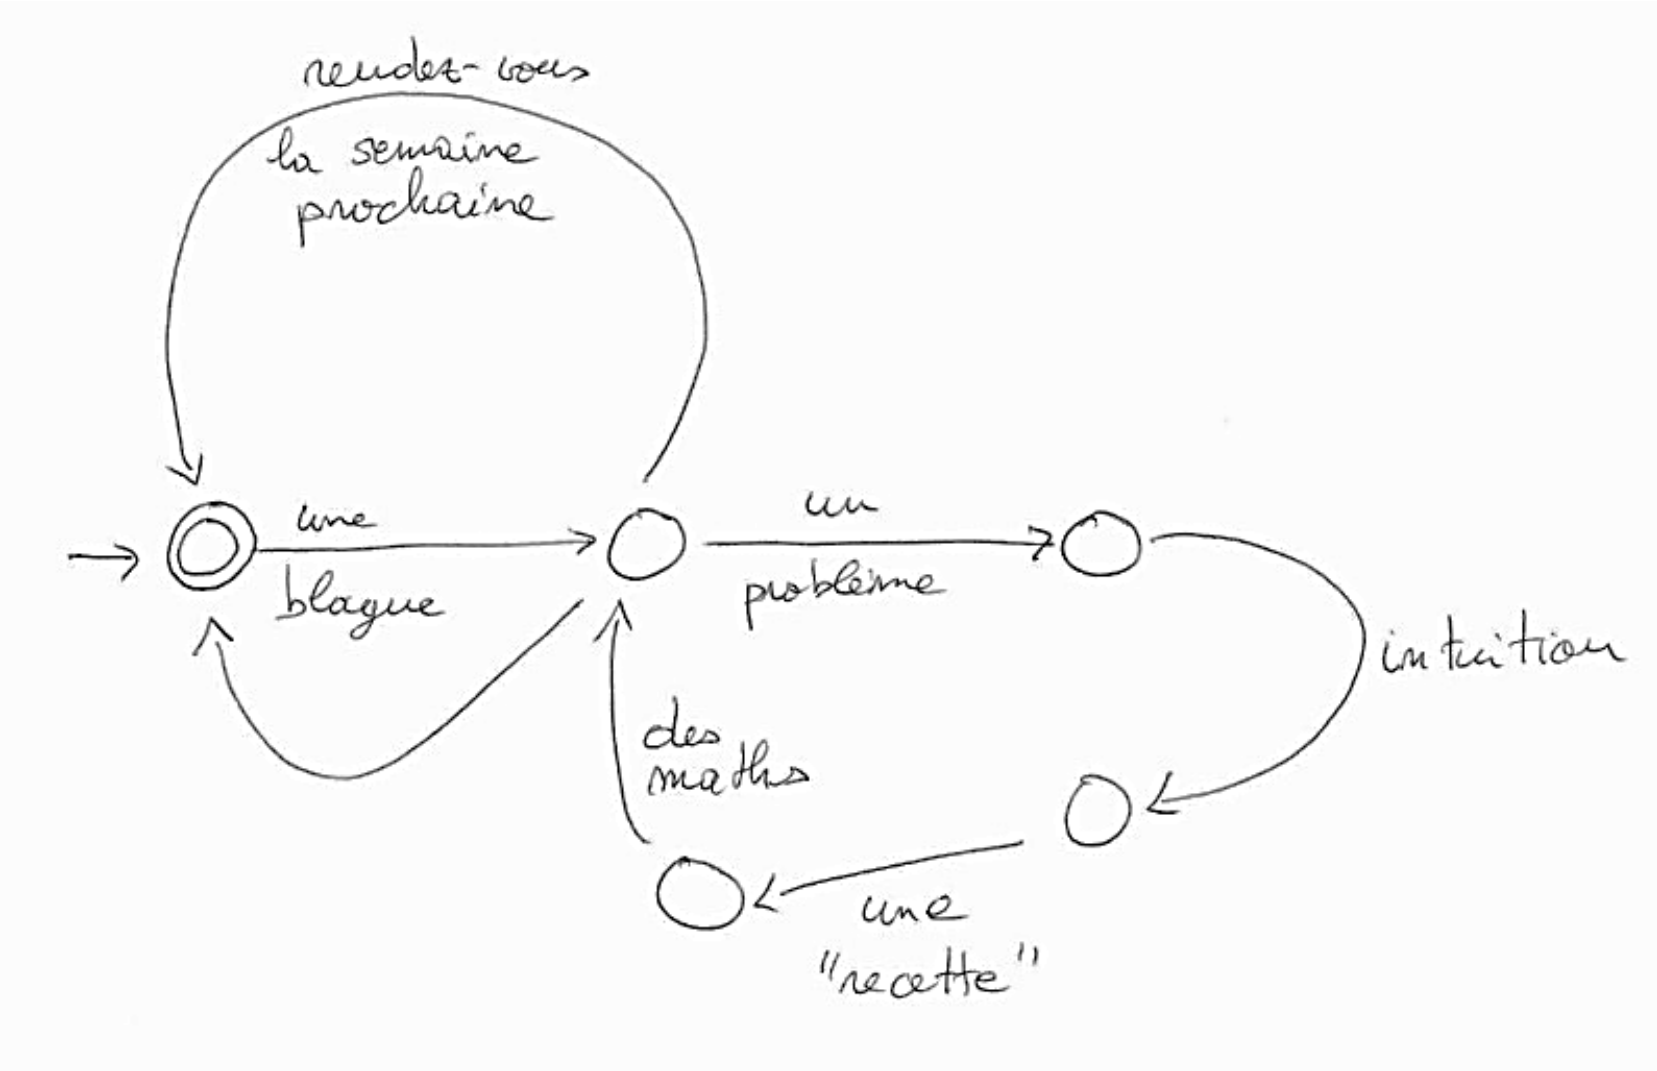 rendez-vous
la semaine
prochaine
une
blague
un
problème
intuition
des
maths
une
"recette"